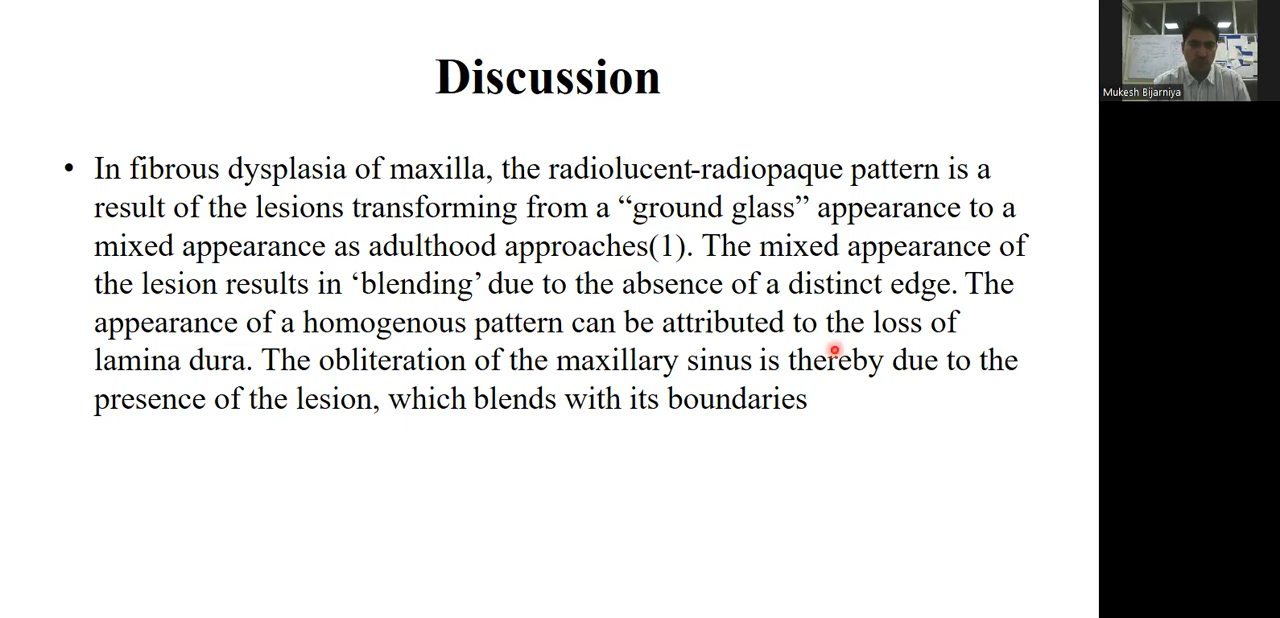 Discussion
• In fibrous dysplasia of maxilla, the radiolucent-radiopaque pattern is a
result of the lesions transforming from a “ground glass” appearance to a
mixed appearance as adulthood approaches(1). The mixed appearance of
the lesion results in ‘blending’ due to the absence of a distinct edge. The
appearance of a homogenous pattern can be attributed to the loss of
lamina dura. The obliteration of the maxillary sinus is thereby due to the
presence of the lesion, which blends with its boundaries
Mukesh Bijarniya